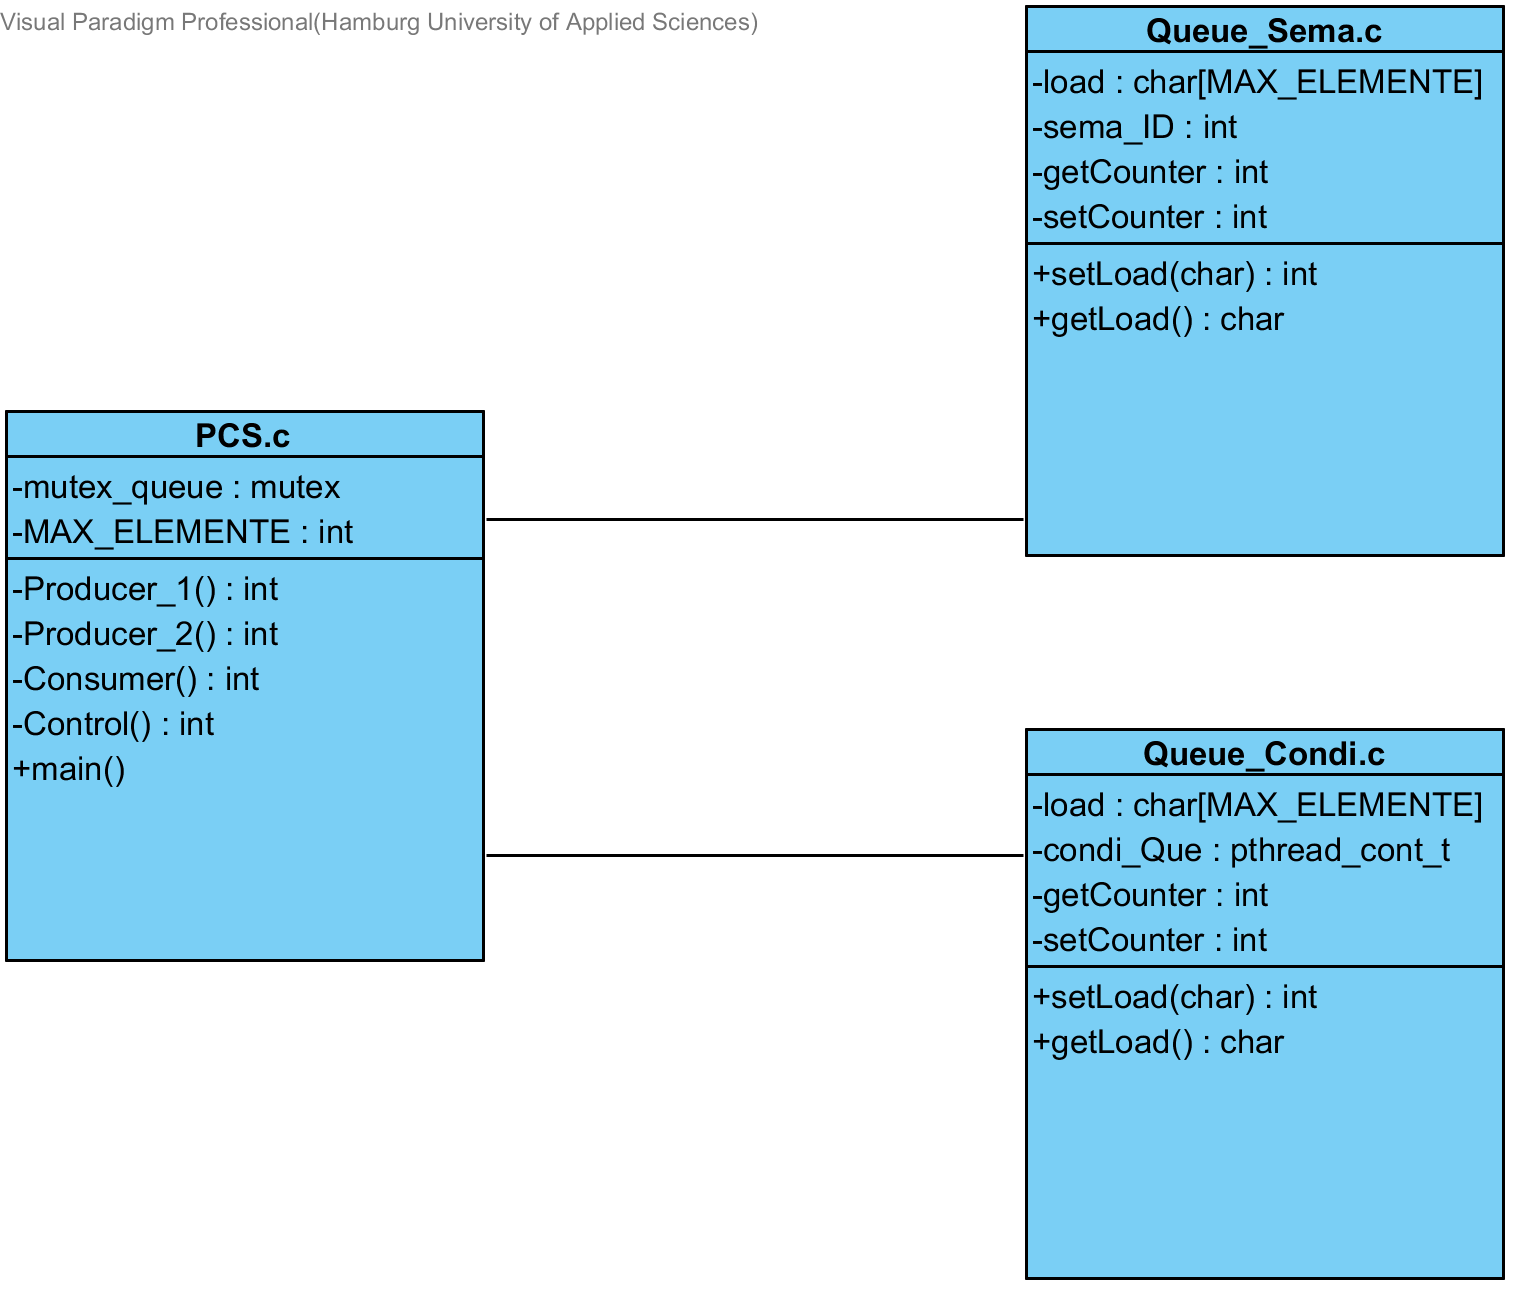 Visual Paradigm Professional(Hamburg University of Applied Sciences)
Queue_Sema.c
-load : char[MAX_ELEMENTE]
-sema_ID : int
-getCounter : int
-setCounter : int
+setLoad(char) : int
+getLoad() : char
PCS.c
-mutex_queue : mutex
-MAX_ELEMENTE : int
-Producer_1() : int
-Producer_2() : int
-Consumer() : int
-Control() : int
+main()
Queue_Condi.c
-load : char[MAX_ELEMENTE]
-condi_Que : pthread_cont_t
-getCounter : int
-setCounter : int
+setLoad(char) : int
+getLoad() : char